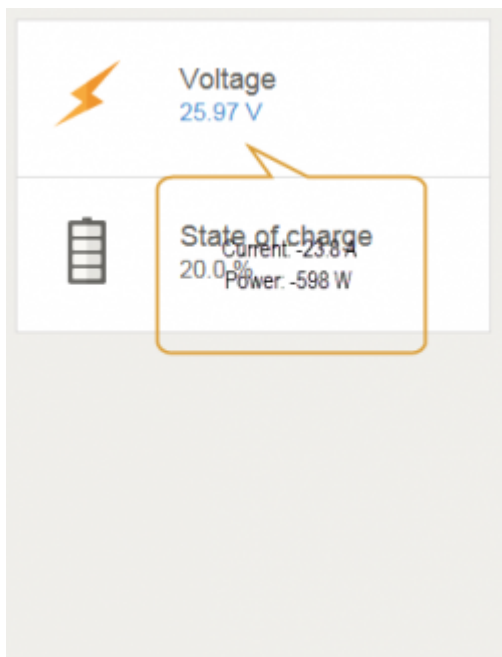 Voltage
25.97 V
State of charge
20.0 %
Current: -23.8 A
Power: -598 W